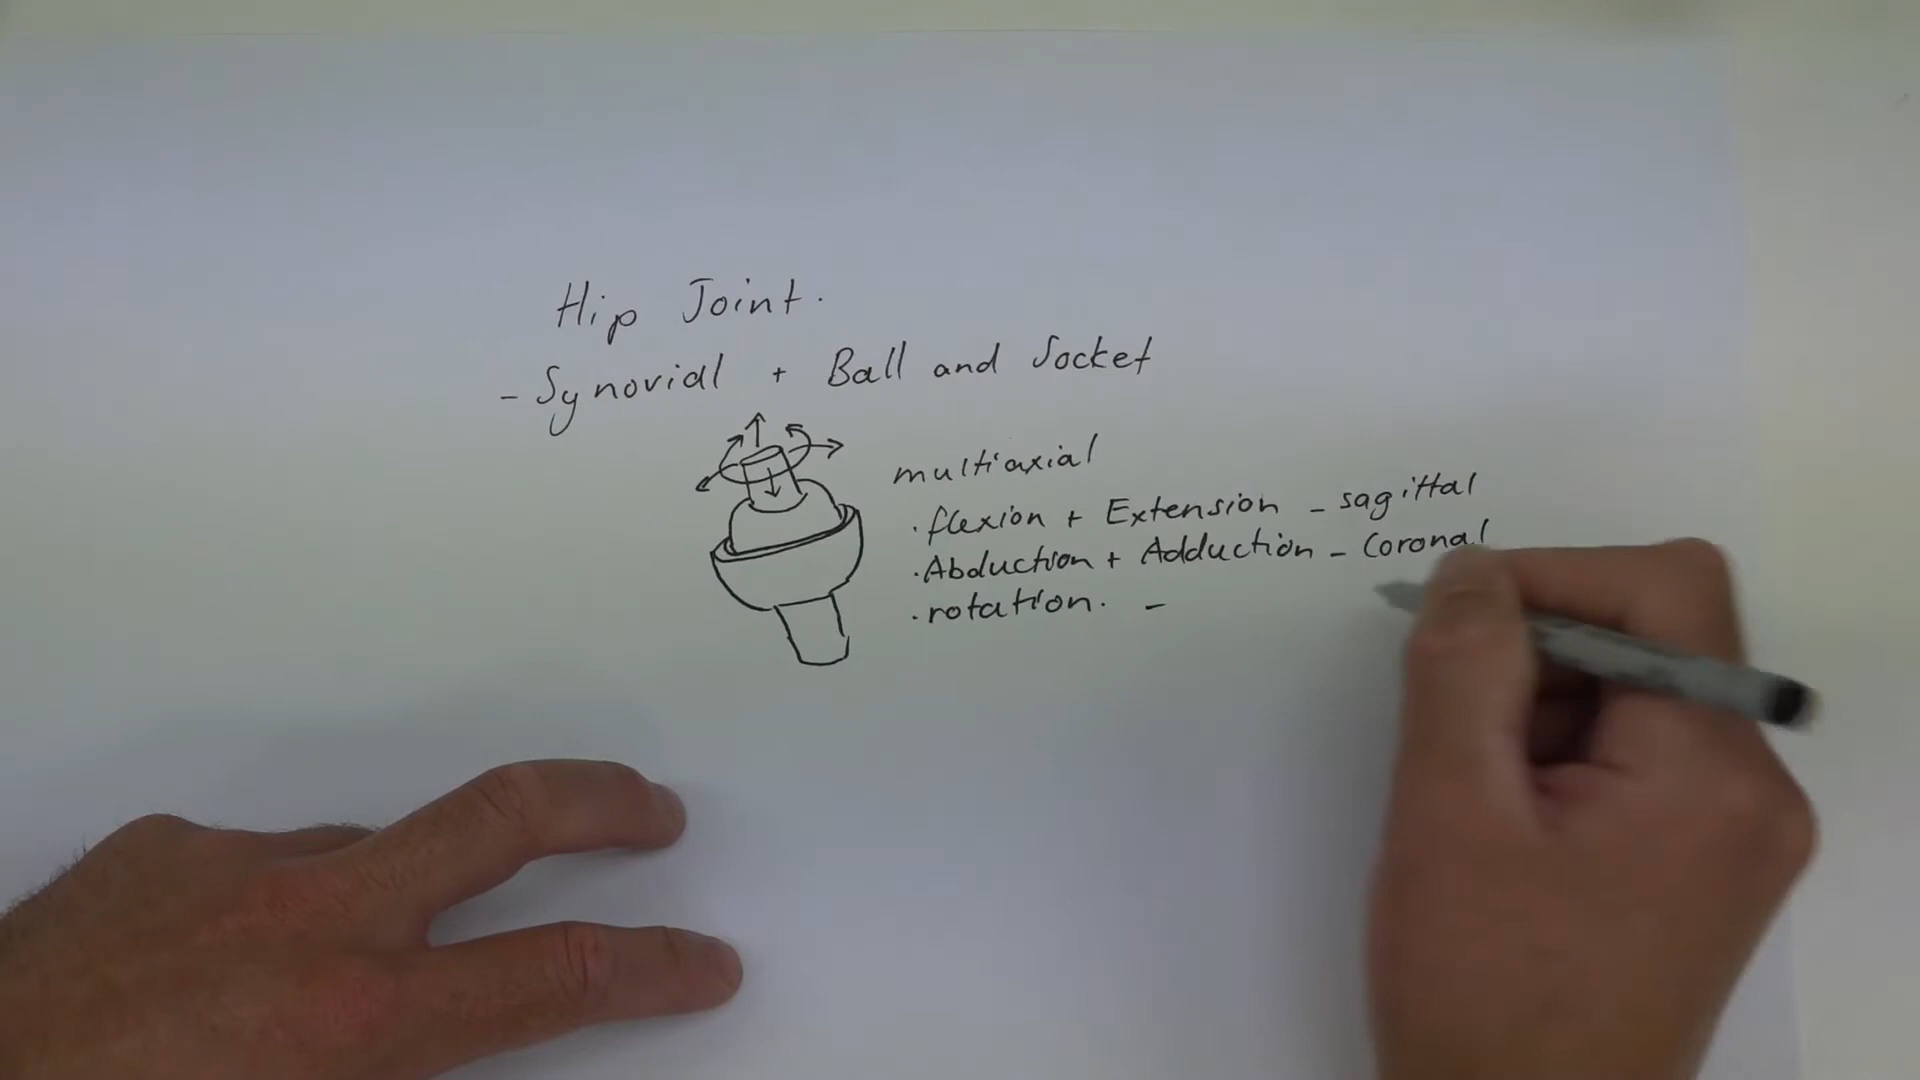 Hip Joint.
- Synovial + Ball and Socket
multiaxial
. flexion + Extension - sagittal
. Abduction + Adduction - Coronal
. rotation. -